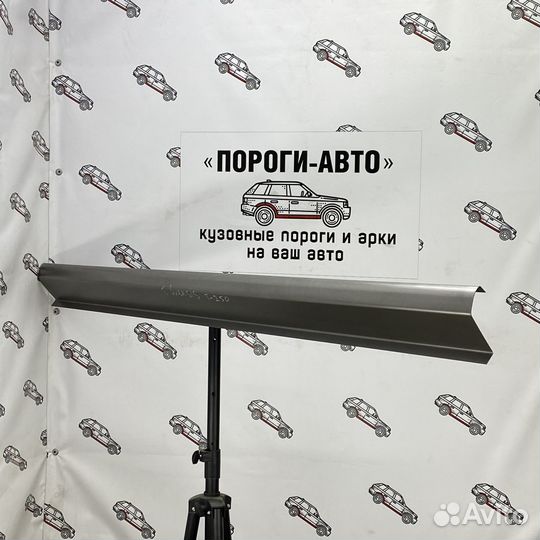 «ПОРОГИ-АВТО»
кузовные пороги и арки
на ваш авто
Avito